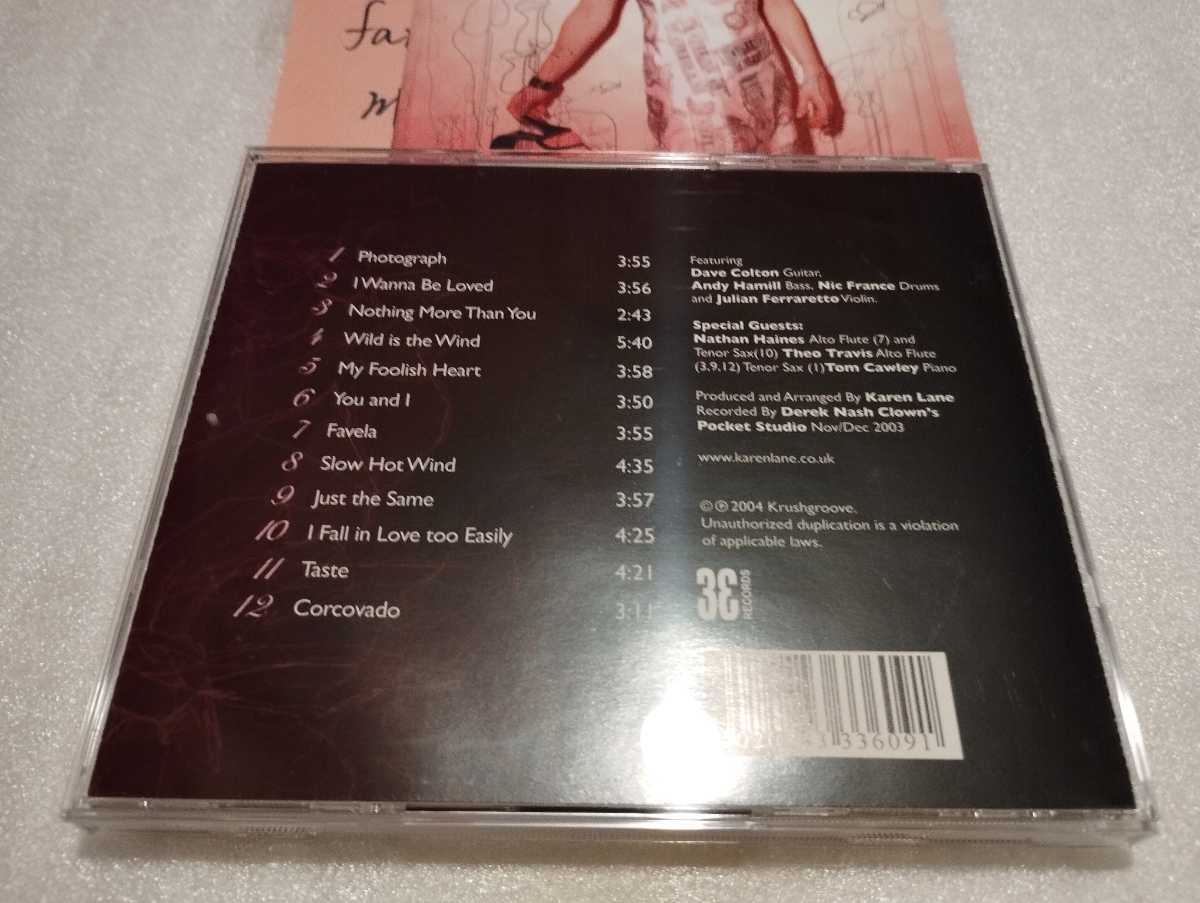 fa
1 Photograph 3:55
2 I Wanna Be Loved 3:56
3 Nothing More Than You 2:43
4 Wild is the Wind 5:40
5 My Foolish Heart 3:58
6 You and I 3:50
7 Favela 3:55
8 Slow Hot Wind 4:35
9 Just the Same 3:57
10 I Fall in Love too Easily 4:25
11 Taste 4:21
12 Corcovado 3:11
Featuring
Dave Colton Guitar,
Andy Hamill Bass, Nic France Drums
and Julian Ferraretto Violin.
Special Guests:
Nathan Haines Alto Flute (7) and
Tenor Sax(10) Theo Travis Alto Flute
(3,9,12) Tenor Sax (1)Tom Cawley Piano
Produced and Arranged By Karen Lane
Recorded By Derek Nash Clown's
Pocket Studio Nov/Dec 2003
www.karenlane.co.uk
© ℗ 2004 Krushgroove.
Unauthorized duplication is a violation
of applicable laws.
3E RECORDS
336091